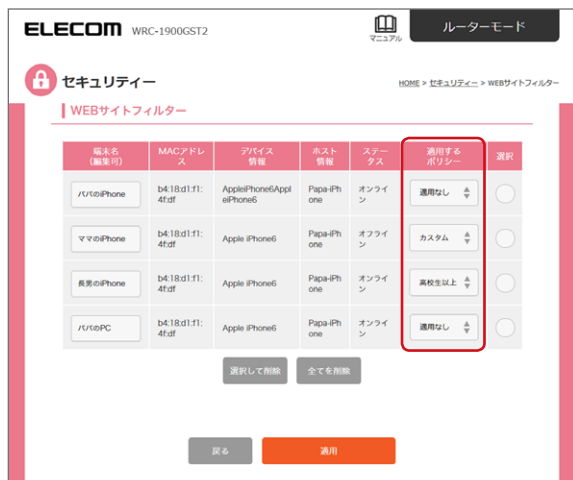 ELECOM WRC-1900GST2
マニュアル
ルーターモード
セキュリティー
HOME > セキュリティー > WEBサイトフィルター
WEBサイトフィルター
端末名
(編集可)
MACアドレ
ス
デバイス
情報
ホスト
情報
ステー
タス
適用する
ポリシー
選択
パパのiPhone
b4:18:d1:f1:
4f:df
AppleiPhone6Appl
eiPhone6
Papa-iPh
one
オンライ
ン
適用なし
ママのiPhone
b4:18:d1:f1:
4f:df
Apple iPhone6
Papa-iPh
one
オフライ
ン
カスタム
長男のiPhone
b4:18:d1:f1:
4f:df
Apple iPhone6
Papa-iPh
one
オンライ
ン
高校生以上
パパのPC
b4:18:d1:f1:
4f:df
Apple iPhone6
Papa-iPh
one
オンライ
ン
適用なし
選択して削除
全てを削除
戻る
適用